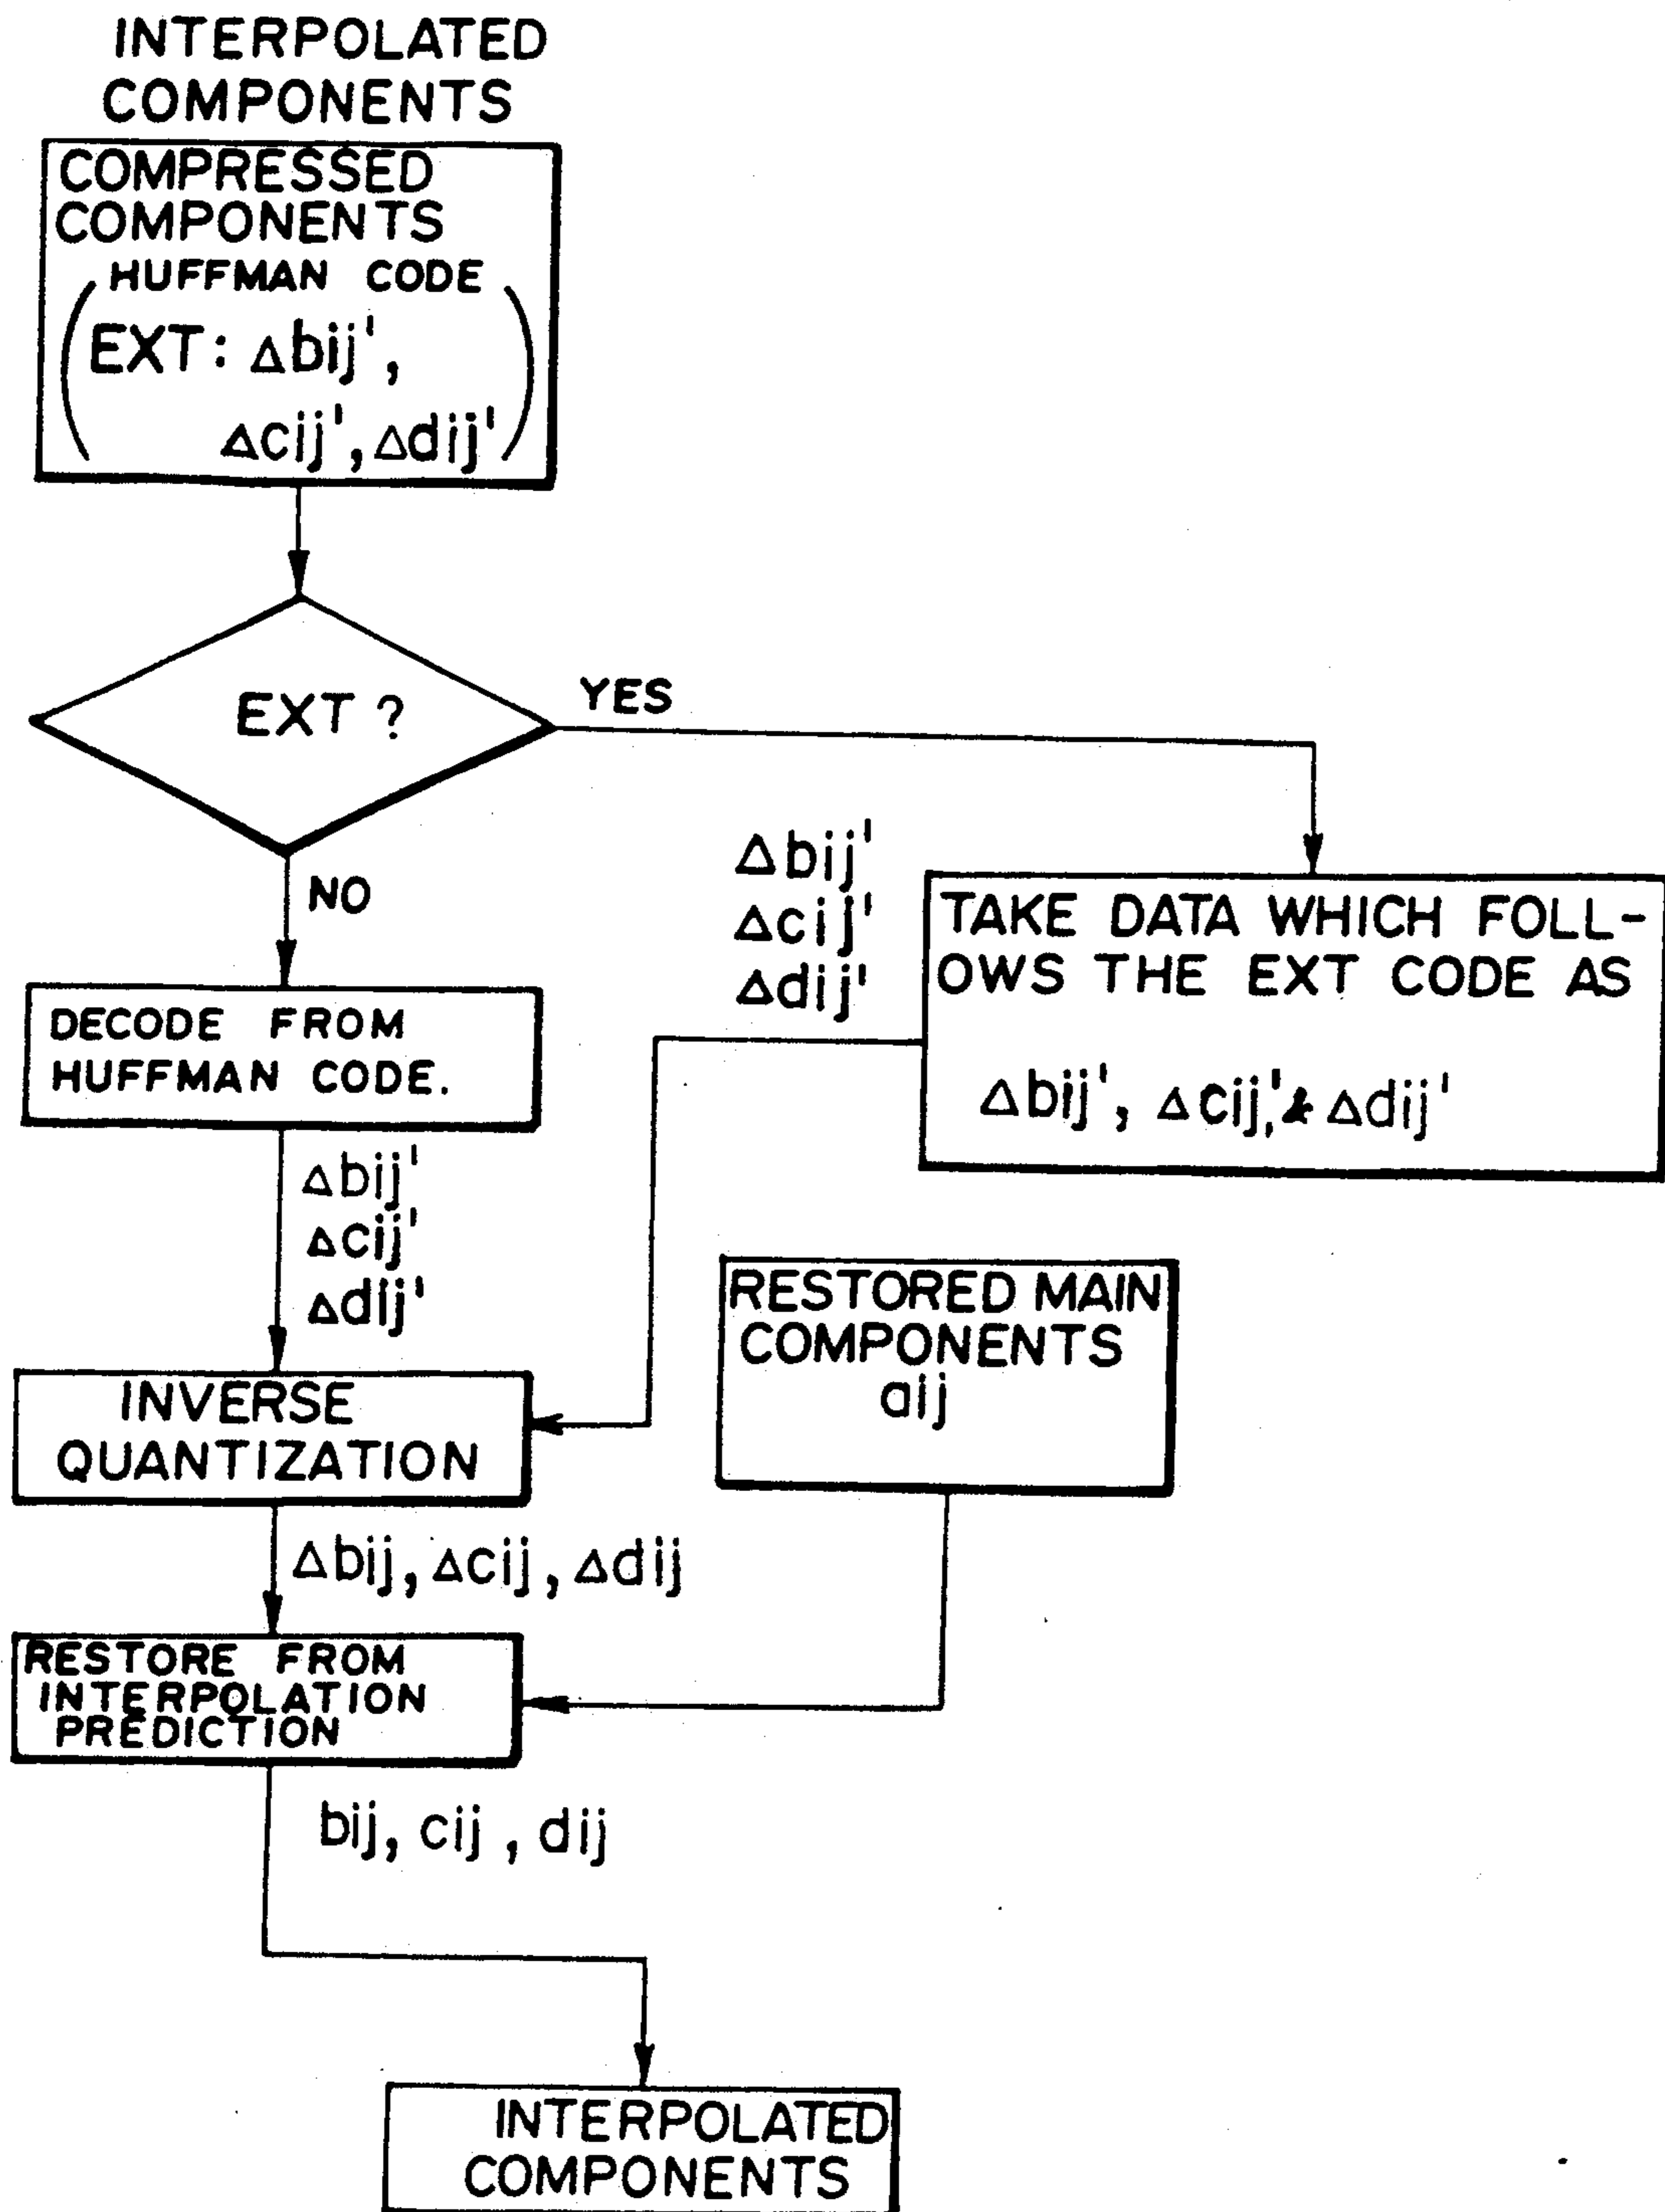 INTERPOLATED
COMPONENTS
COMPRESSED
COMPONENTS
HUFFMAN CODE
(EXT: Δbij',
Δcij', Δdij')
EXT ?
YES
NO
Δbij'
Δcij'
Δdij'
TAKE DATA WHICH FOLL-
OWS THE EXT CODE AS
Δbij', Δcij,'& Δdij'
DECODE FROM
HUFFMAN CODE.
Δbij'
Δcij'
Δdij'
RESTORED MAIN
COMPONENTS
aij
INVERSE
QUANTIZATION
Δbij, Δcij, Δdij
RESTORE FROM
INTERPOLATION
PREDICTION
bij, cij, dij
INTERPOLATED
COMPONENTS